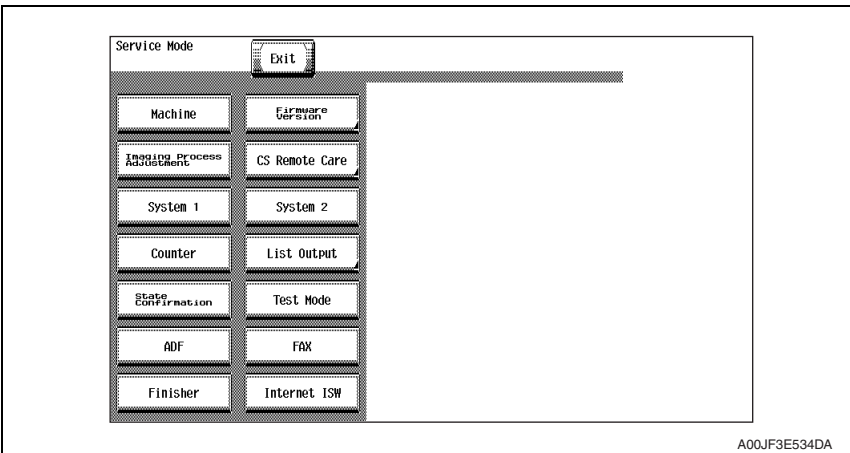 Service Mode
Exit
Machine
Firmware
Version
Imaging Process
Adjustment
CS Remote Care
System 1
System 2
Counter
List Output
State
Confirmation
Test Mode
ADF
FAX
Finisher
Internet ISW
A00JF3E534DA